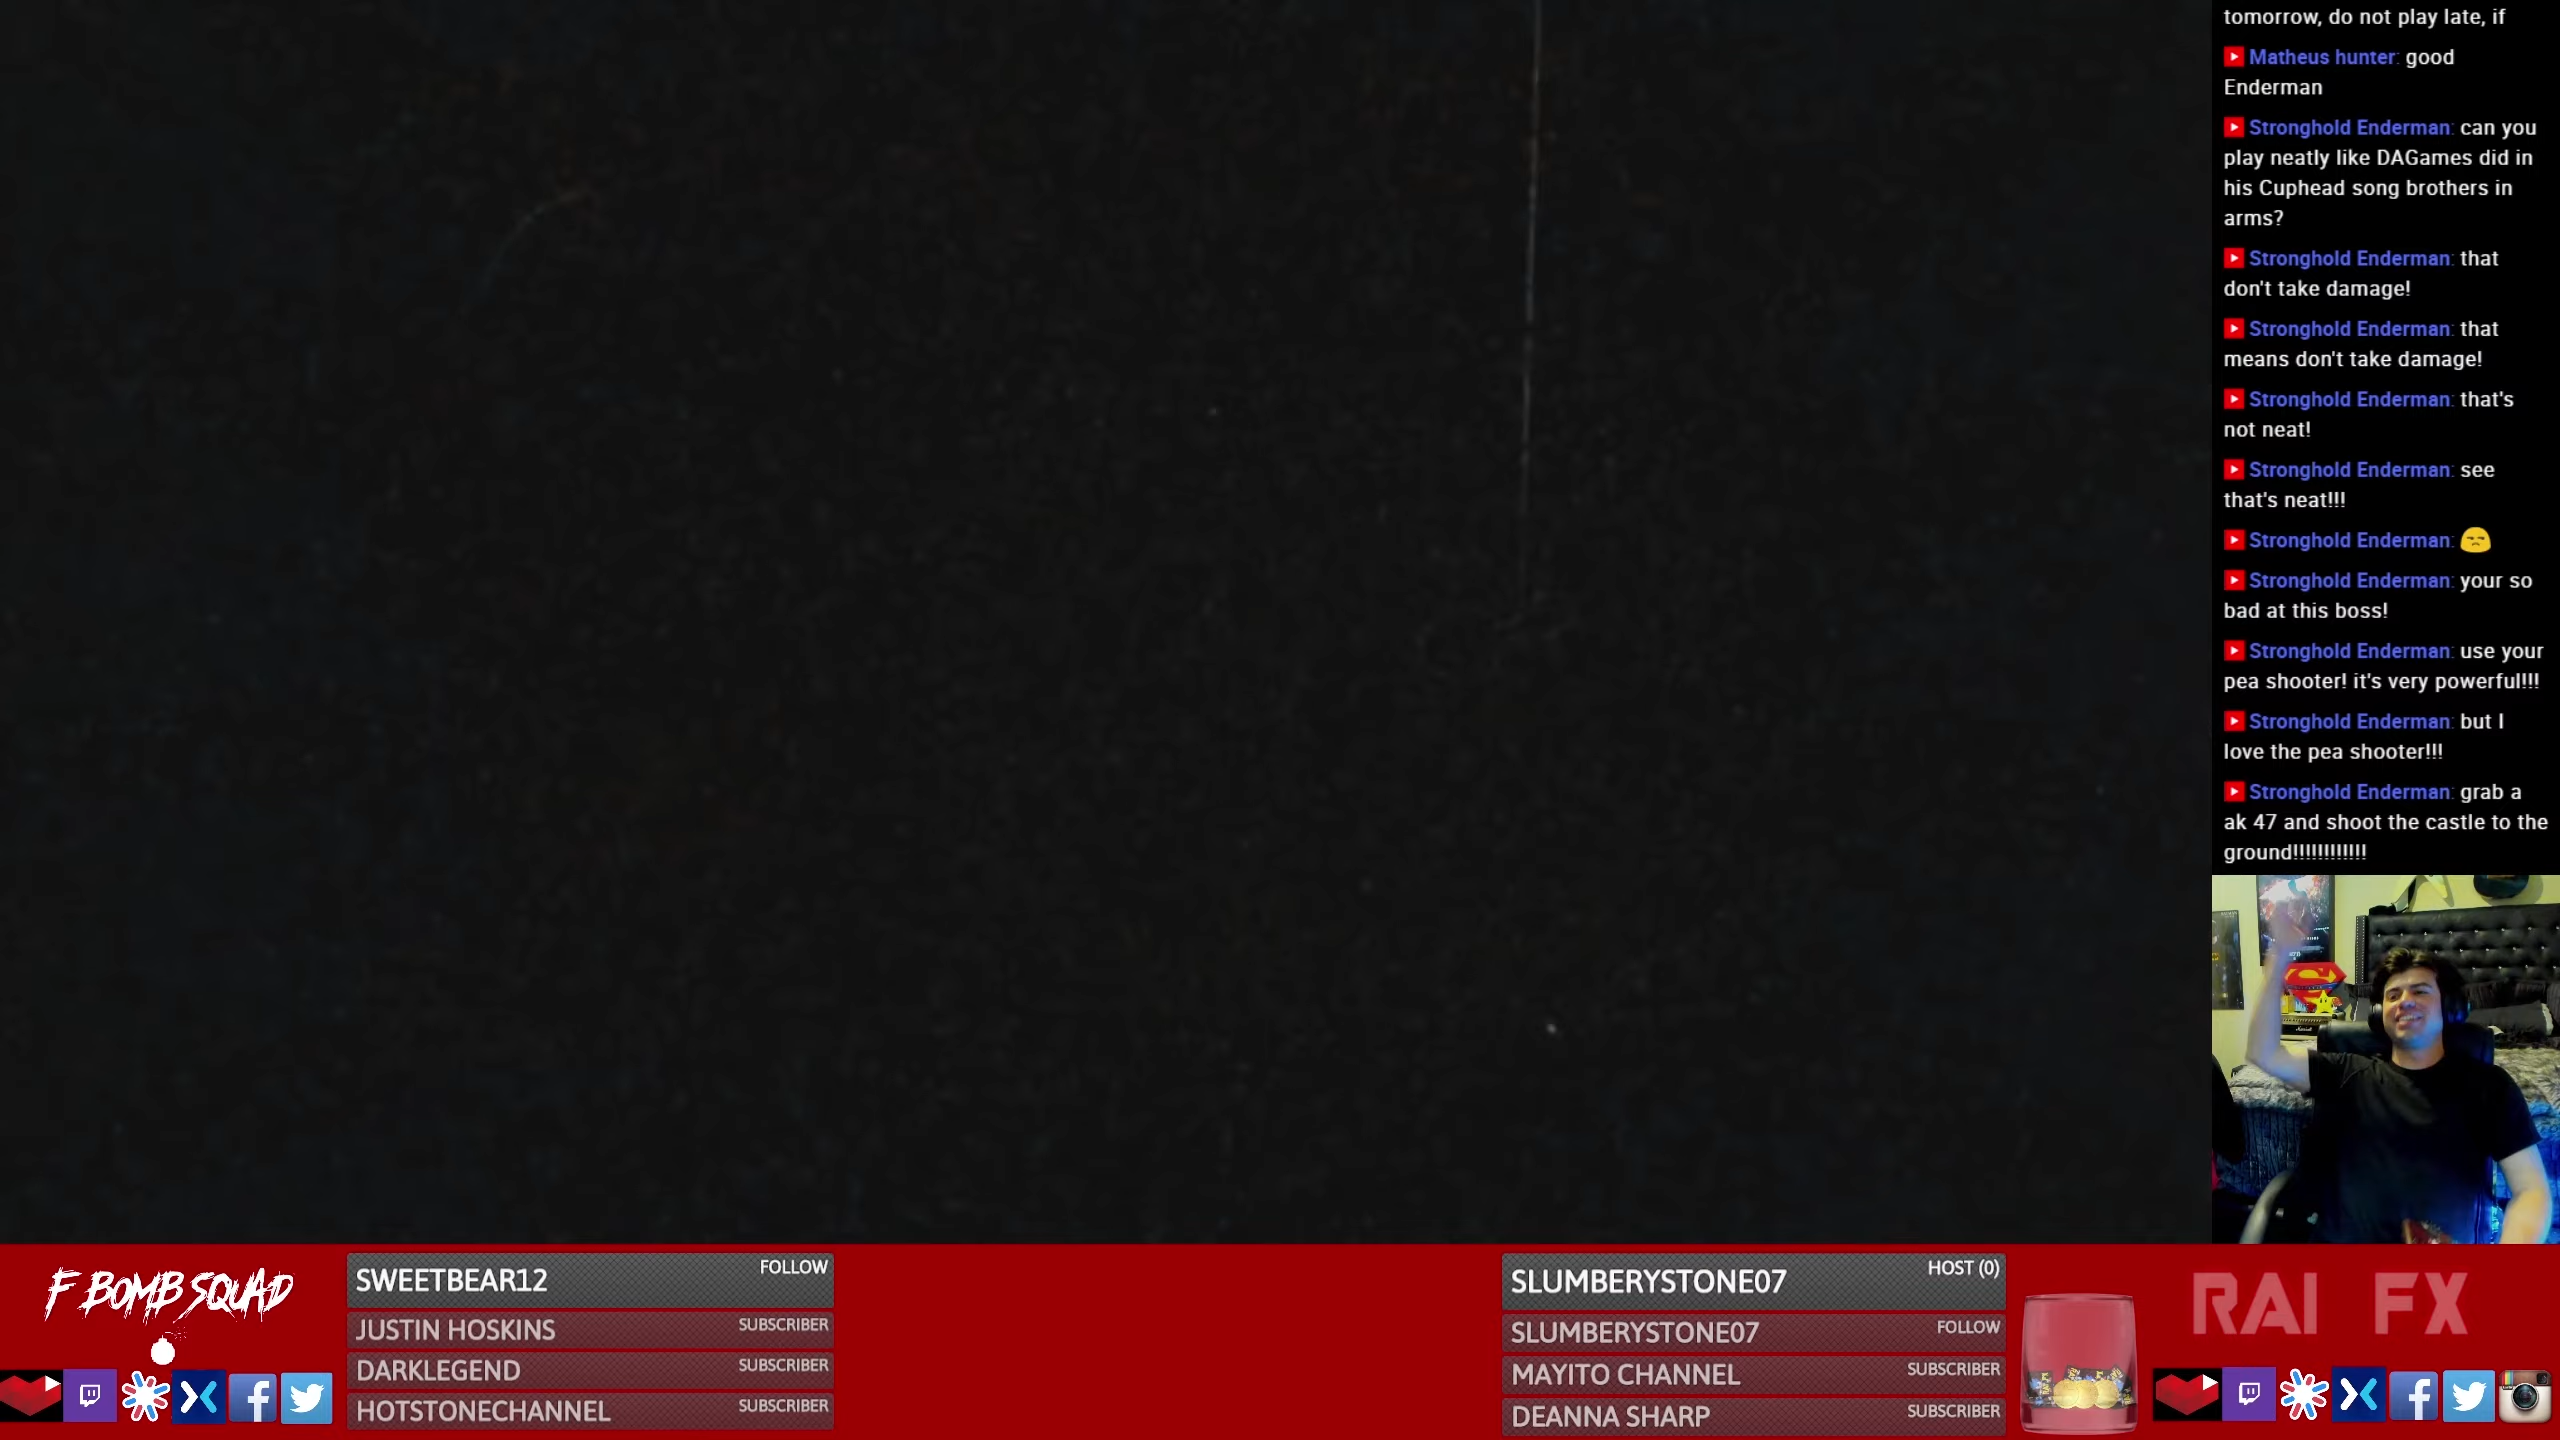 tomorrow, do not play late, if
Matheus hunter: good
Enderman
Stronghold Enderman: can you
play neatly like DAGames did in
his Cuphead song brothers in
arms?
Stronghold Enderman: that
don't take damage!
Stronghold Enderman: that
means don't take damage!
Stronghold Enderman: that's
not neat!
Stronghold Enderman: see
that's neat!!!
Stronghold Enderman: 😒
Stronghold Enderman: your so
bad at this boss!
Stronghold Enderman: use your
pea shooter! it's very powerful!!!
Stronghold Enderman: but I
love the pea shooter!!!
Stronghold Enderman: grab a
ak 47 and shoot the castle to the
ground!!!!!!!!!!!!
F BOMB SQUAD
SWEETBEAR12 FOLLOW
JUSTIN HOSKINS SUBSCRIBER
DARKLEGEND SUBSCRIBER
HOTSTONECHANNEL SUBSCRIBER
SLUMBERYSTONE07 HOST (0)
SLUMBERYSTONE07 FOLLOW
MAYITO CHANNEL SUBSCRIBER
DEANNA SHARP SUBSCRIBER
RAI FX